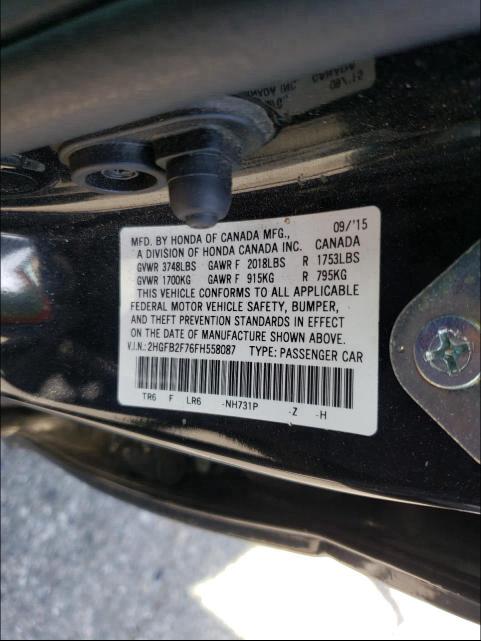 09/'15
MFD. BY HONDA OF CANADA MFG.,
A DIVISION OF HONDA CANADA INC. CANADA
GVWR 3748LBS GAWR F 2018LBS R 1753LBS
GVWR 1700KG GAWR F 915KG R 795KG
THIS VEHICLE CONFORMS TO ALL APPLICABLE
FEDERAL MOTOR VEHICLE SAFETY, BUMPER,
AND THEFT PREVENTION STANDARDS IN EFFECT
ON THE DATE OF MANUFACTURE SHOWN ABOVE.
V.I.N.: 2HGFB2F76FH558087 TYPE: PASSENGER CAR
TR6 F LR6 -NH731P -Z -H